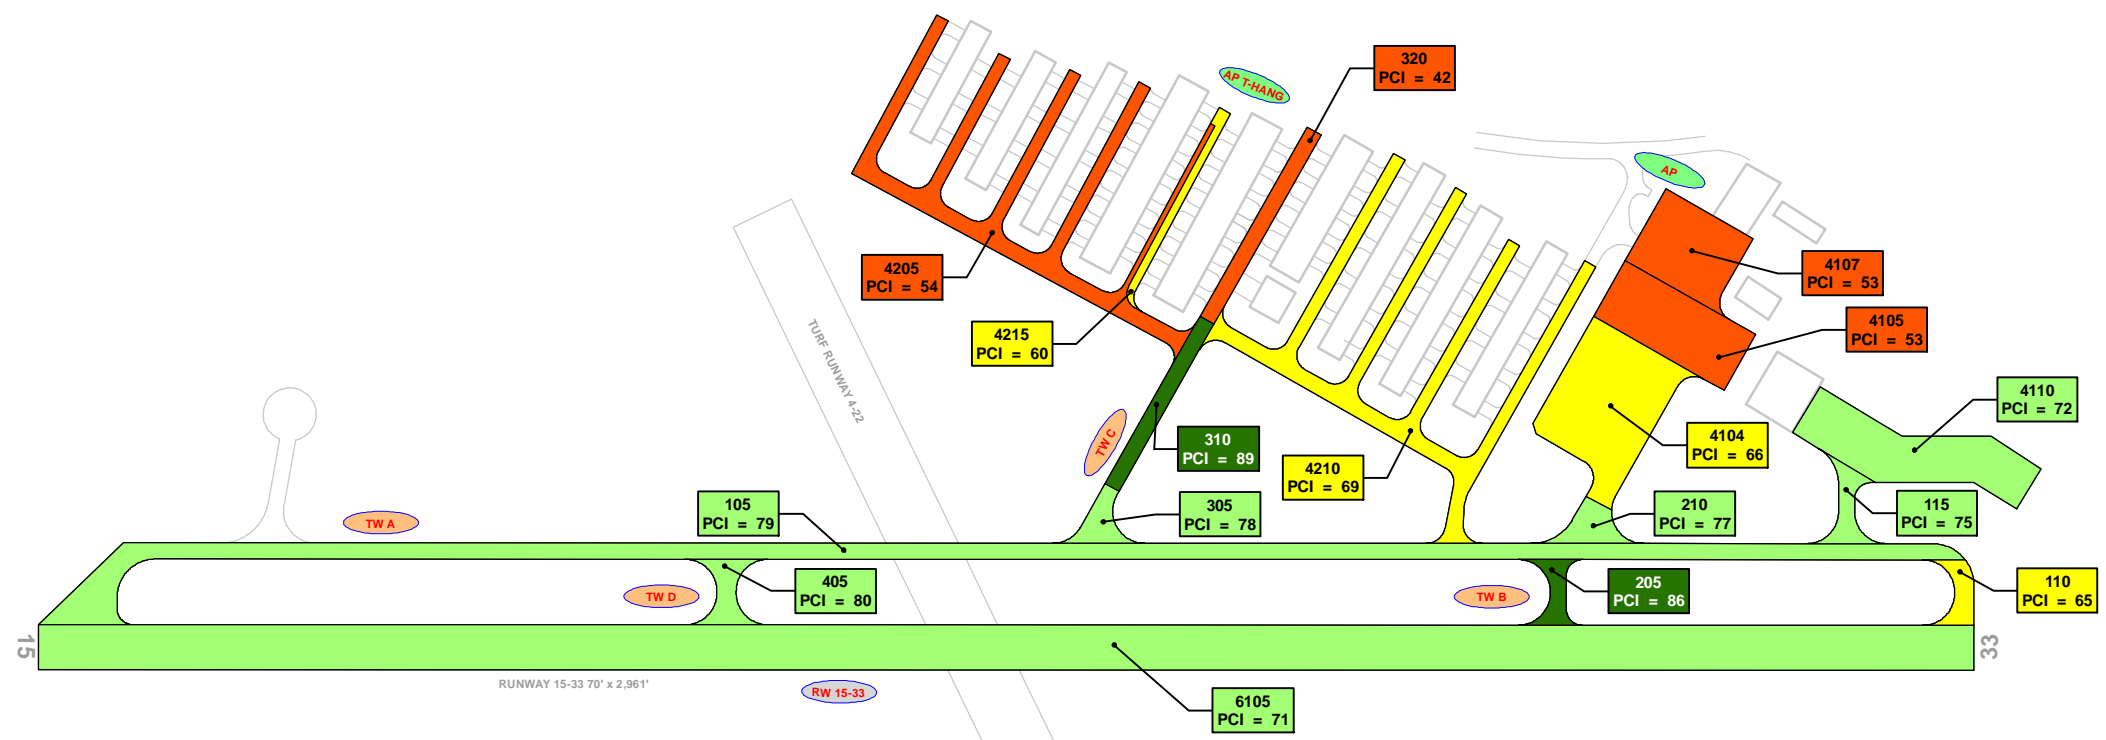 320
PCI = 42
AP T-HANG
AP
4107
PCI = 53
4205
PCI = 54
4105
PCI = 53
4215
PCI = 60
TURF RUNWAY 4-22
4110
PCI = 72
TW C
310
PCI = 89
4104
PCI = 66
4210
PCI = 69
105
PCI = 79
305
PCI = 78
210
PCI = 77
115
PCI = 75
TW A
405
PCI = 80
TW D
TW B
205
PCI = 86
110
PCI = 65
15
33
RUNWAY 15-33 70' x 2,961'
RW 15-33
6105
PCI = 71